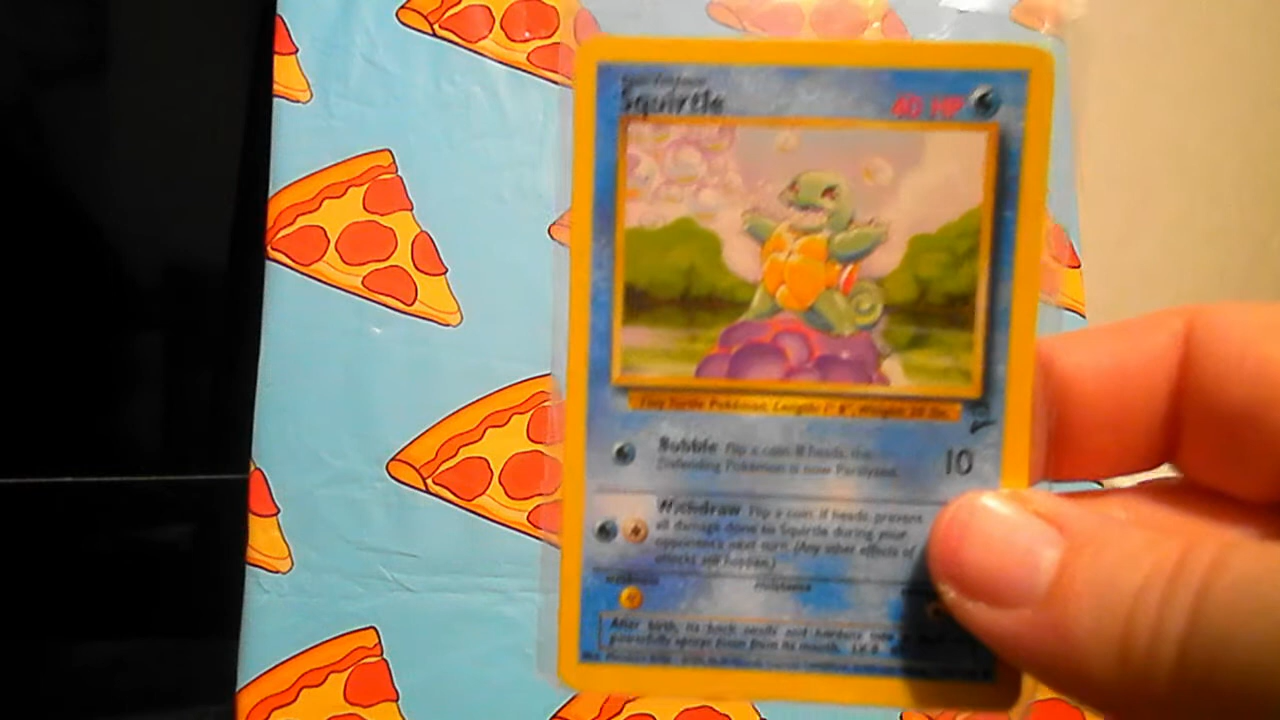 Basic Pokémon
Squirtle 40 HP
Tiny Turtle Pokémon. Length: 1' 8", Weight: 20 lbs.
Bubble Flip a coin. If heads, the
Defending Pokémon is now Paralyzed.
10
Withdraw Flip a coin. If heads, prevent
all damage done to Squirtle during your
opponent's next turn. (Any other effects of
attacks still happen.)
weakness resistance
After birth, its back swells and hardens into a
powerfully sprays foam from its mouth. LV. 8